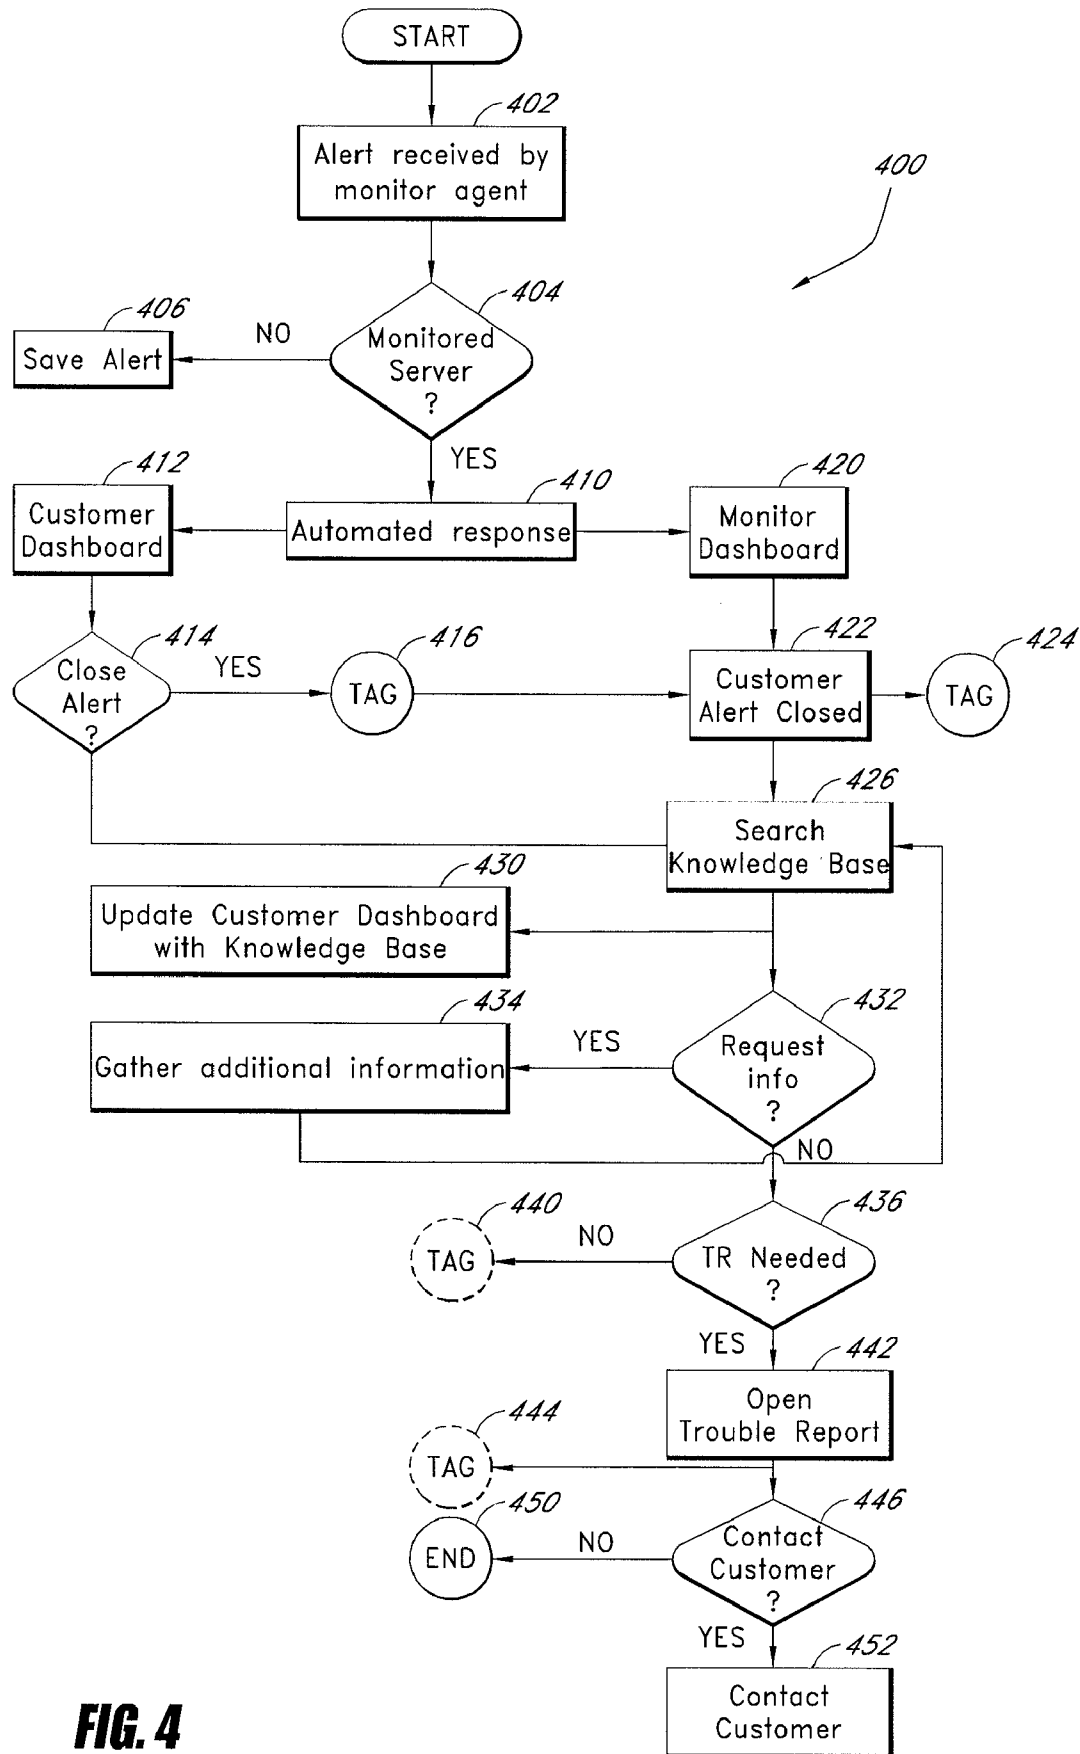 START
402
Alert received by
monitor agent
400
404
Monitored
Server
?
NO
406
Save Alert
YES
412
Customer
Dashboard
410
Automated response
420
Monitor
Dashboard
414
Close
Alert
?
YES
416
TAG
422
Customer
Alert Closed
424
TAG
426
Search
Knowledge Base
430
Update Customer Dashboard
with Knowledge Base
432
Request
info
?
YES
434
Gather additional information
NO
436
TR Needed
?
NO
440
TAG
YES
442
Open
Trouble Report
444
TAG
446
Contact
Customer
?
NO
450
END
YES
452
Contact
Customer
FIG. 4